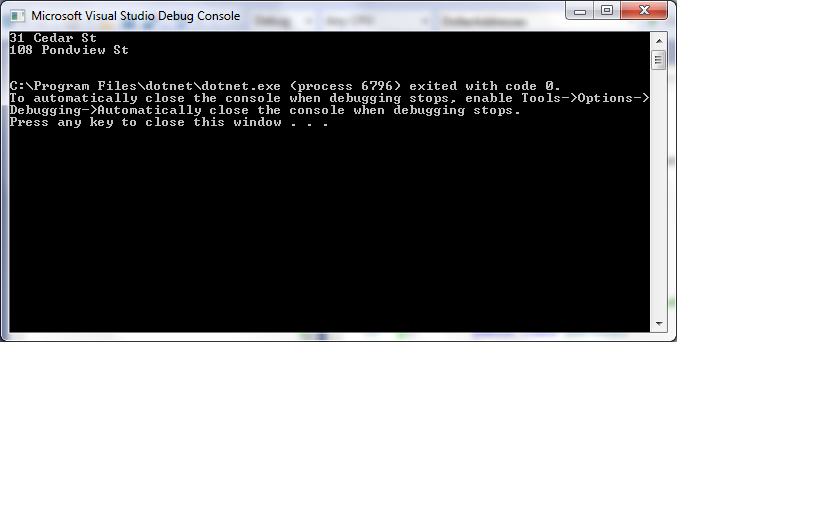 Microsoft Visual Studio Debug Console
31 Cedar St
108 Pondview St
C:\Program Files\dotnet\dotnet.exe (process 6796) exited with code 0.
To automatically close the console when debugging stops, enable Tools->Options->
Debugging->Automatically close the console when debugging stops.
Press any key to close this window . . .